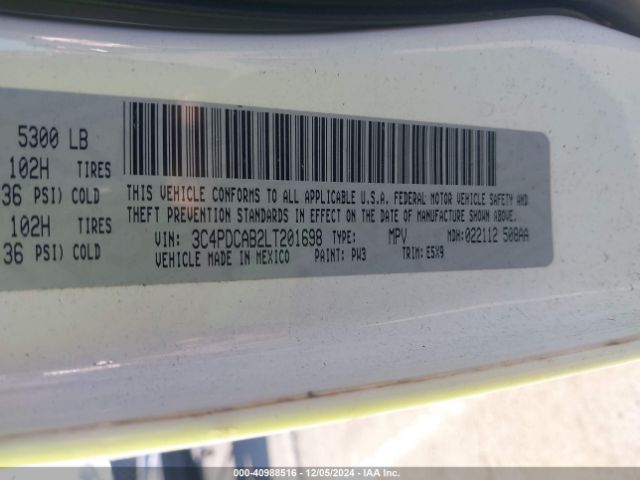 5300 LB
102H TIRES
36 PSI) COLD
102H TIRES
36 PSI) COLD
THIS VEHICLE CONFORMS TO ALL APPLICABLE U.S.A. FEDERAL MOTOR VEHICLE SAFETY AND
THEFT PREVENTION STANDARDS IN EFFECT ON THE DATE OF MANUFACTURE SHOWN ABOVE.
VIN: 3C4PDCAB2LT201698 TYPE: MPV MDH: 022112 508AA
VEHICLE MADE IN MEXICO PAINT: PW3 TRIM: E5X9
000-40988516 - 12/05/2024 - IAA Inc.